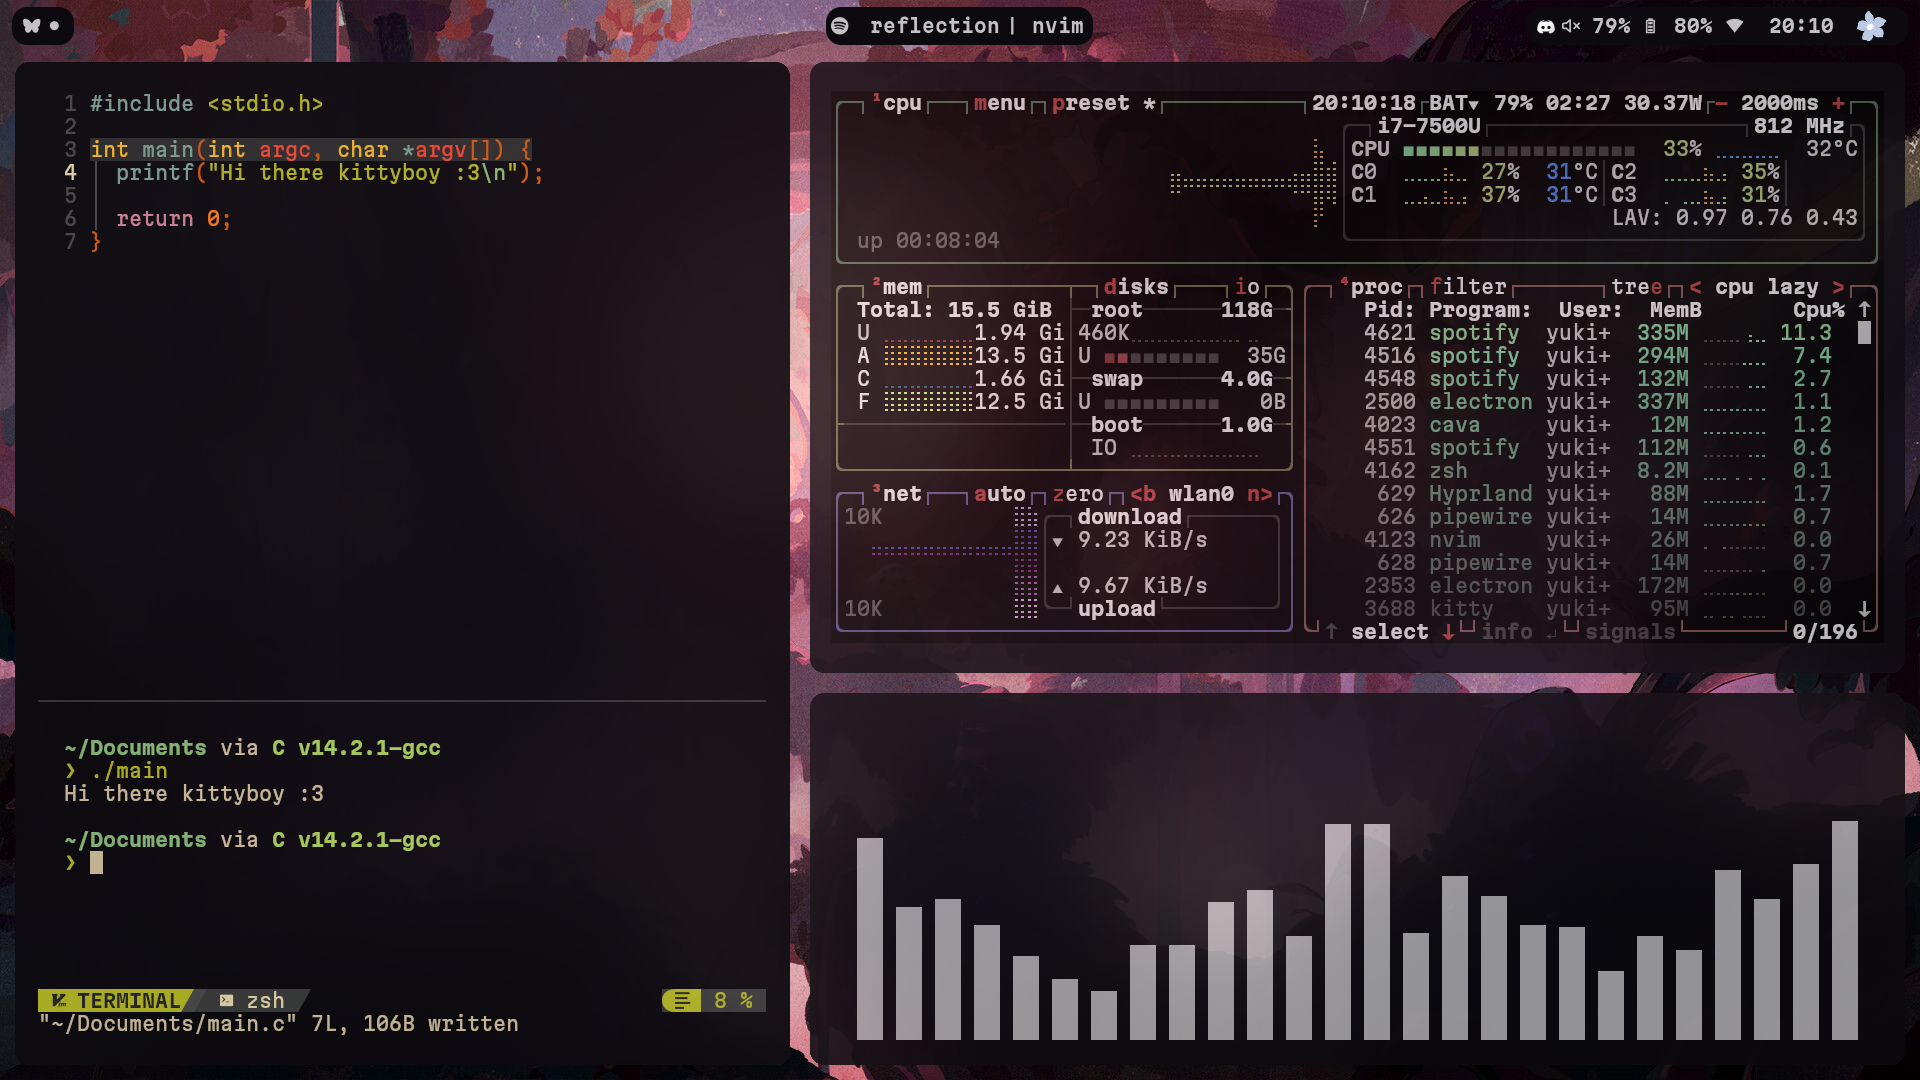 reflection | nvim
79% 80% 20:10
1 #include <stdio.h>
2
3 int main(int argc, char *argv[]) {
4 printf("Hi there kittyboy :3\n");
5
6 return 0;
7 }
~/Documents via C v14.2.1-gcc
❯ ./main
Hi there kittyboy :3
~/Documents via C v14.2.1-gcc
❯
TERMINAL zsh 8 %
"~/Documents/main.c" 7L, 106B written
¹cpu menu preset * 20:10:18 BAT▼ 79% 02:27 30.37W - 2000ms +
i7-7500U 812 MHz
CPU 33% 32°C
C0 27% 31°C C2 35%
C1 37% 31°C C3 31%
LAV: 0.97 0.76 0.43
up 00:08:04
²mem disks io
Total: 15.5 GiB root 118G
U 1.94 Gi 460K
A 13.5 Gi U 35G
C 1.66 Gi swap 4.0G
F 12.5 Gi U 0B
boot 1.0G
IO
³net auto zero <b wlan0 n>
10K download
▼ 9.23 KiB/s
▲ 9.67 KiB/s
10K upload
⁴proc filter tree < cpu lazy >
Pid: Program: User: MemB Cpu% ↑
4621 spotify yuki+ 335M 11.3
4516 spotify yuki+ 294M 7.4
4548 spotify yuki+ 132M 2.7
2500 electron yuki+ 337M 1.1
4023 cava yuki+ 12M 1.2
4551 spotify yuki+ 112M 0.6
4162 zsh yuki+ 8.2M 0.1
629 Hyprland yuki+ 88M 1.7
626 pipewire yuki+ 14M 0.7
4123 nvim yuki+ 26M 0.0
628 pipewire yuki+ 14M 0.7
2353 electron yuki+ 172M 0.0
3688 kitty yuki+ 95M 0.0 ↓
↑ select ↓ info ↵ signals 0/196